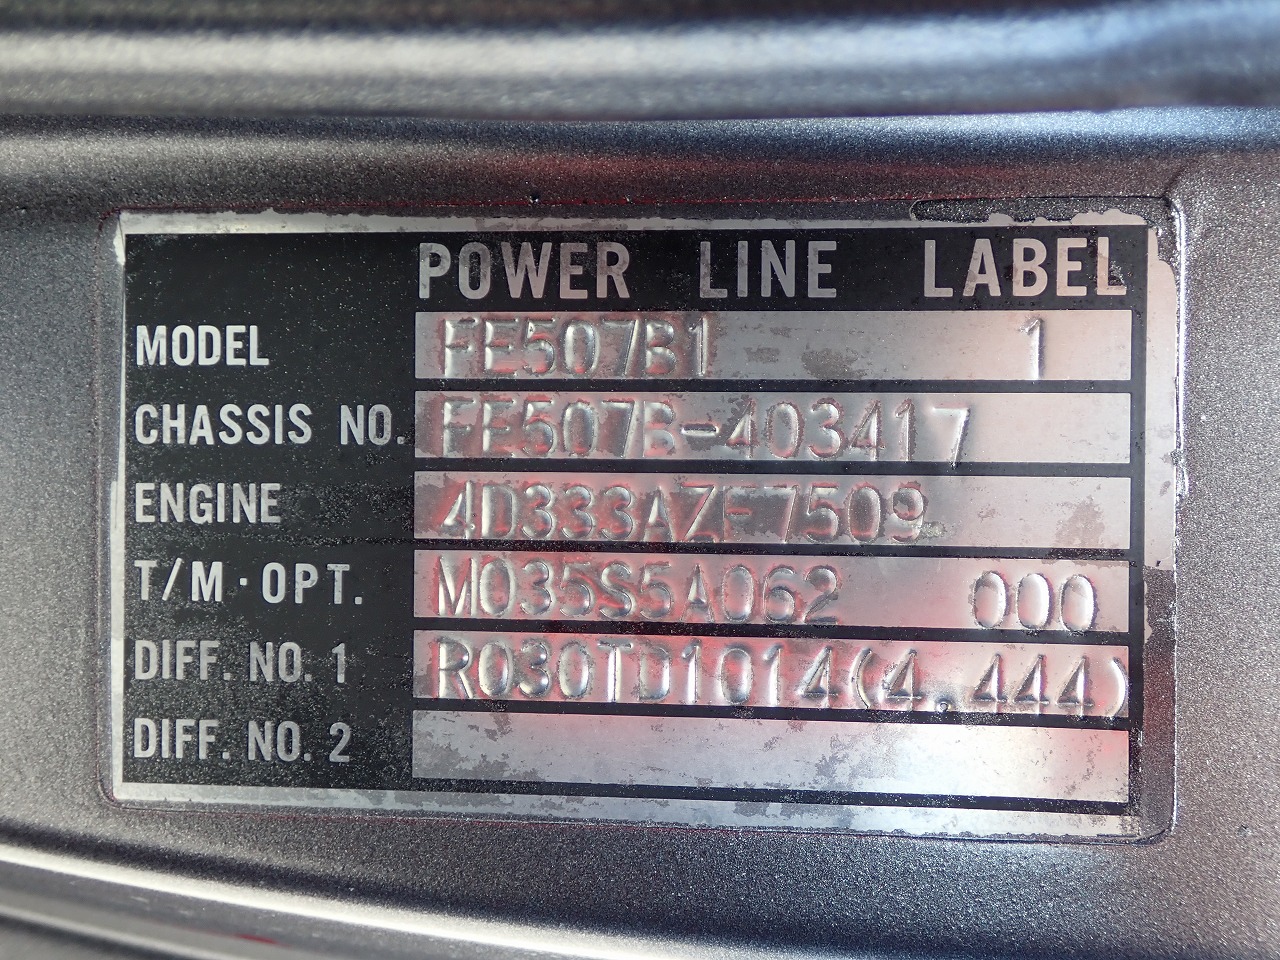 POWER LINE LABEL
MODEL FE507B1 1
CHASSIS NO. FE507B-403417
ENGINE 4D333AZF7509
T/M·OPT. M035S5A062 000
DIFF. NO. 1 R030TD1014(4.444)
DIFF. NO. 2